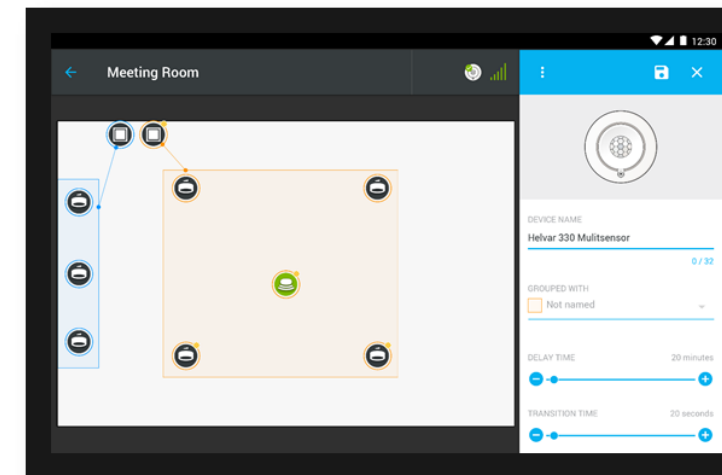 12:30
Meeting Room
DEVICE NAME
Helvar 330 Mulitsensor
0 / 32
GROUPED WITH
Not named
DELAY TIME 20 minutes
TRANSITION TIME 20 seconds